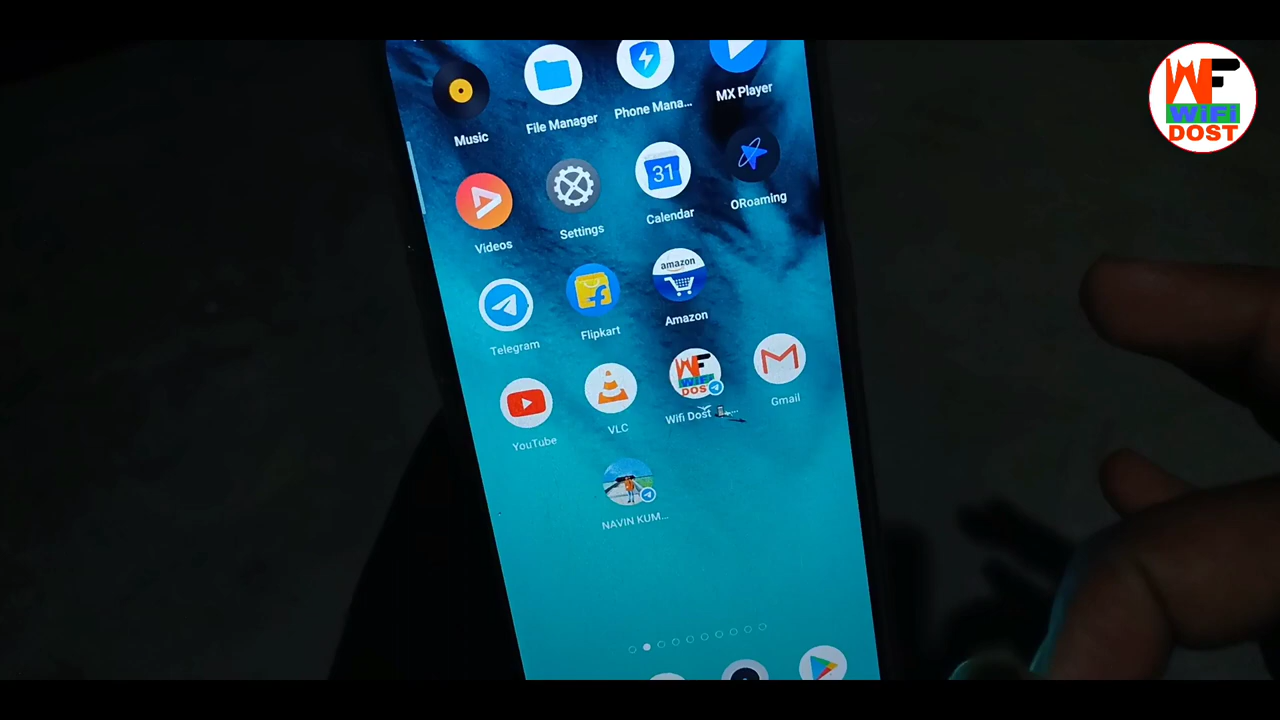 WF
WiFi
DOST
Music
File Manager
Phone Mana...
MX Player
Videos
Settings
31
Calendar
ORoaming
Telegram
Flipkart
amazon
Amazon
YouTube
VLC
WF
WiFi
DOS
Wifi Dost
Gmail
NAVIN KUM...